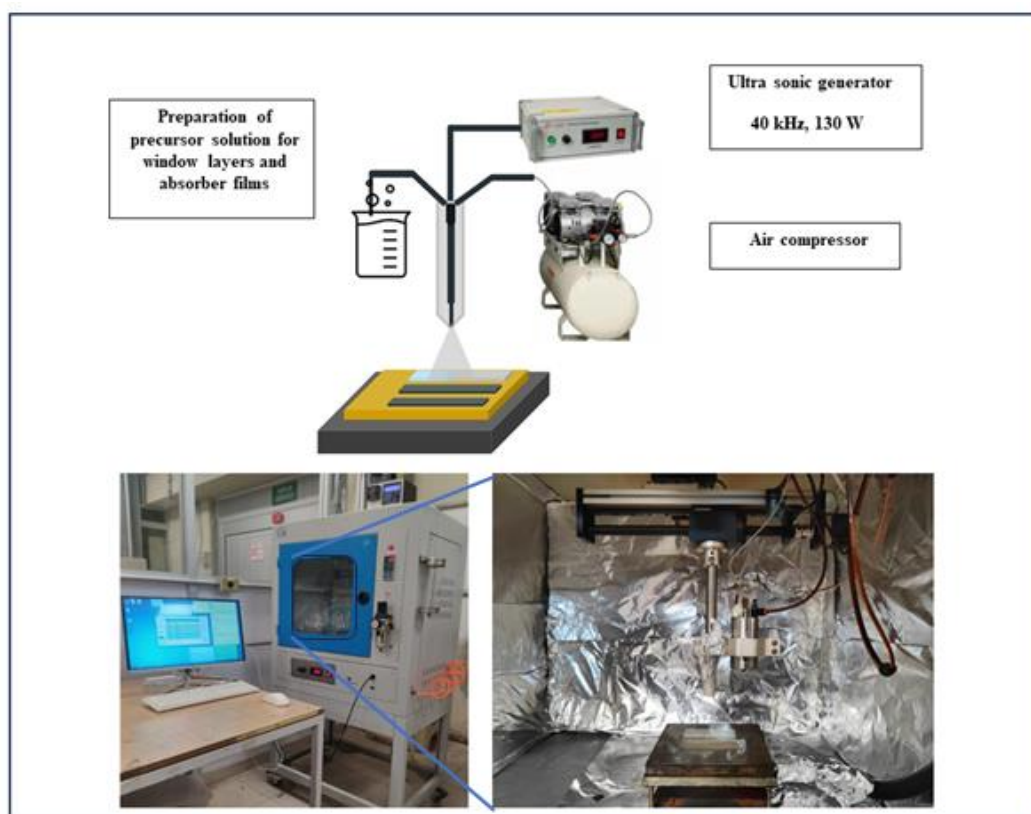 Preparation of
precursor solution for
window layers and
absorber films
Ultra sonic generator
40 kHz, 130 W
Air compressor